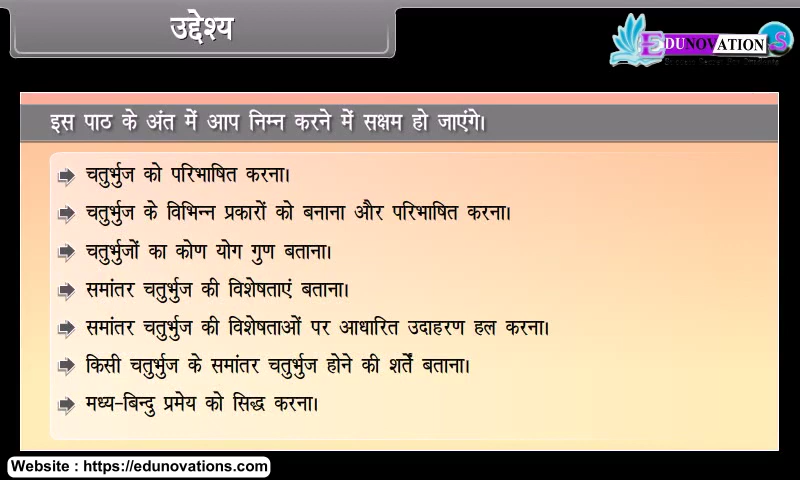 उद्देश्य
EDUNOVATION.S
इस पाठ के अंत में आप निम्न करने में सक्षम हो जाएंगे।
चतुर्भुज को परिभाषित करना।
चतुर्भुज के विभिन्न प्रकारों को बनाना और परिभाषित करना।
चतुर्भुजों का कोण योग गुण बताना।
समांतर चतुर्भुज की विशेषताएं बताना।
समांतर चतुर्भुज की विशेषताओं पर आधारित उदाहरण हल करना।
किसी चतुर्भुज के समांतर चतुर्भुज होने की शर्तें बताना।
मध्य-बिन्दु प्रमेय को सिद्ध करना।
Website : https://edunovations.com